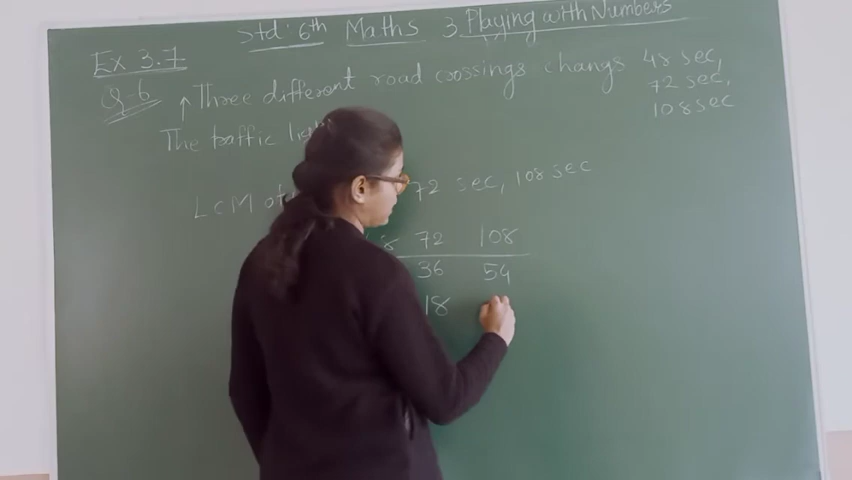 Std: 6th Maths 3. Playing with Numbers
Ex 3.7
Q-6 ↑ Three different road crossings changs 48 sec,
72 sec,
108 sec
The traffic
LCM of 72 sec, 108 sec
72 108
36 54
18